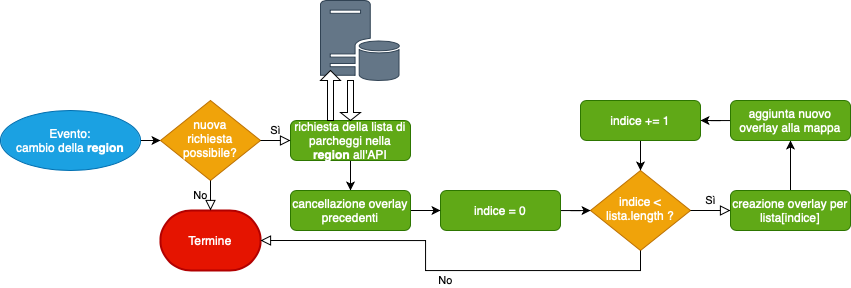 Evento:
cambio della region
nuova
richiesta
possibile?
Sì
No
Termine
richiesta della lista di
parcheggi nella
region all'API
cancellazione overlay
precedenti
indice = 0
indice <
lista.length ?
Sì
No
creazione overlay per
lista[indice]
aggiunta nuovo
overlay alla mappa
indice += 1